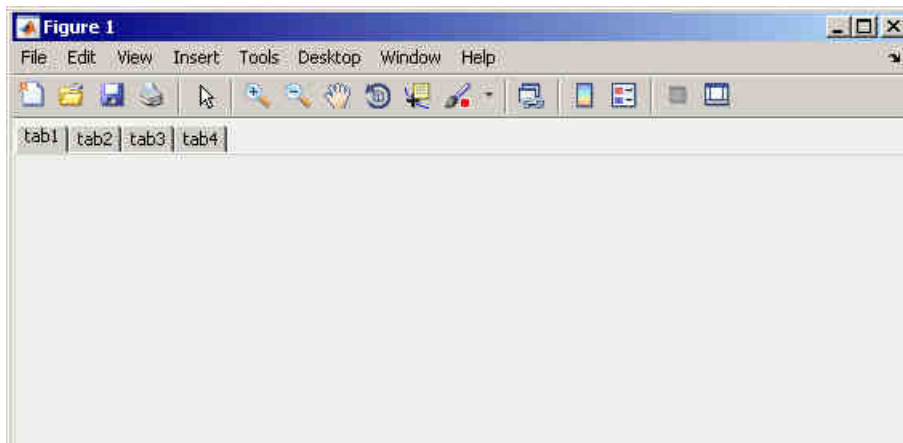 Figure 1
File Edit View Insert Tools Desktop Window Help
tab1 tab2 tab3 tab4